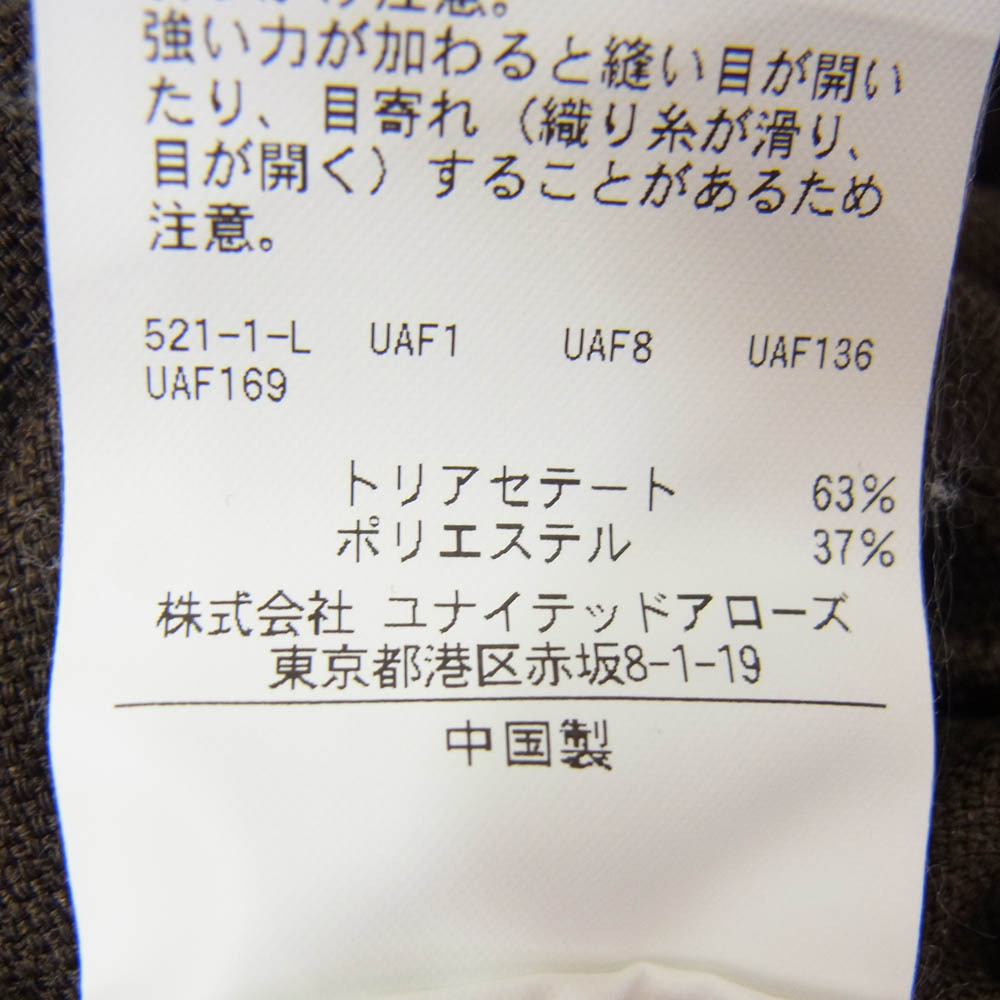 注意。
強い力が加わると縫い目が開い
たり、目寄れ（織り糸が滑り、
目が開く）することがあるため
注意。
521-1-L UAF1 UAF8 UAF136
UAF169
トリアセテート 63%
ポリエステル 37%
株式会社 ユナイテッドアローズ
東京都港区赤坂8-1-19
中国製